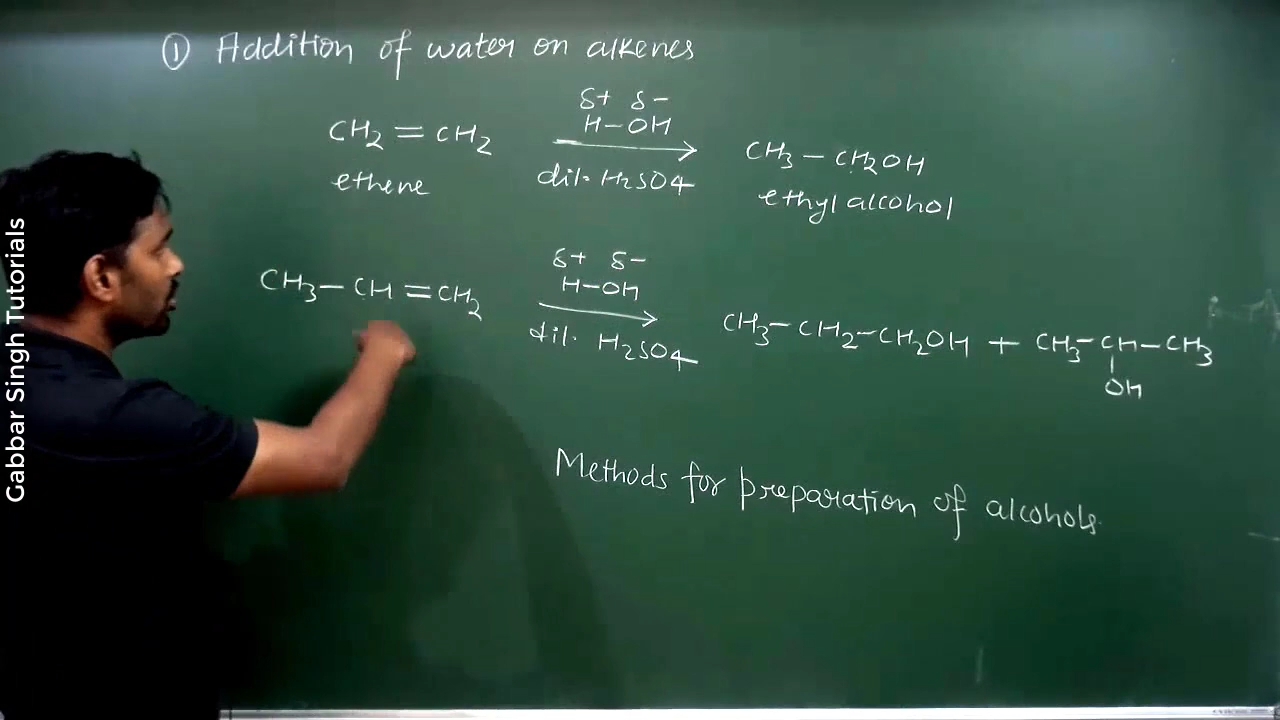 ① Addition of water on alkenes
δ+ δ-
H-OH
CH2=CH2 → CH3-CH2OH
dil. H2SO4
ethene
ethyl alcohol
δ+ δ-
H-OH
CH3-CH=CH2 → CH3-CH2-CH2OH + CH3-CH-CH3
dil. H2SO4
OH
Methods for preparation of alcohols
Gabbar Singh Tutorials